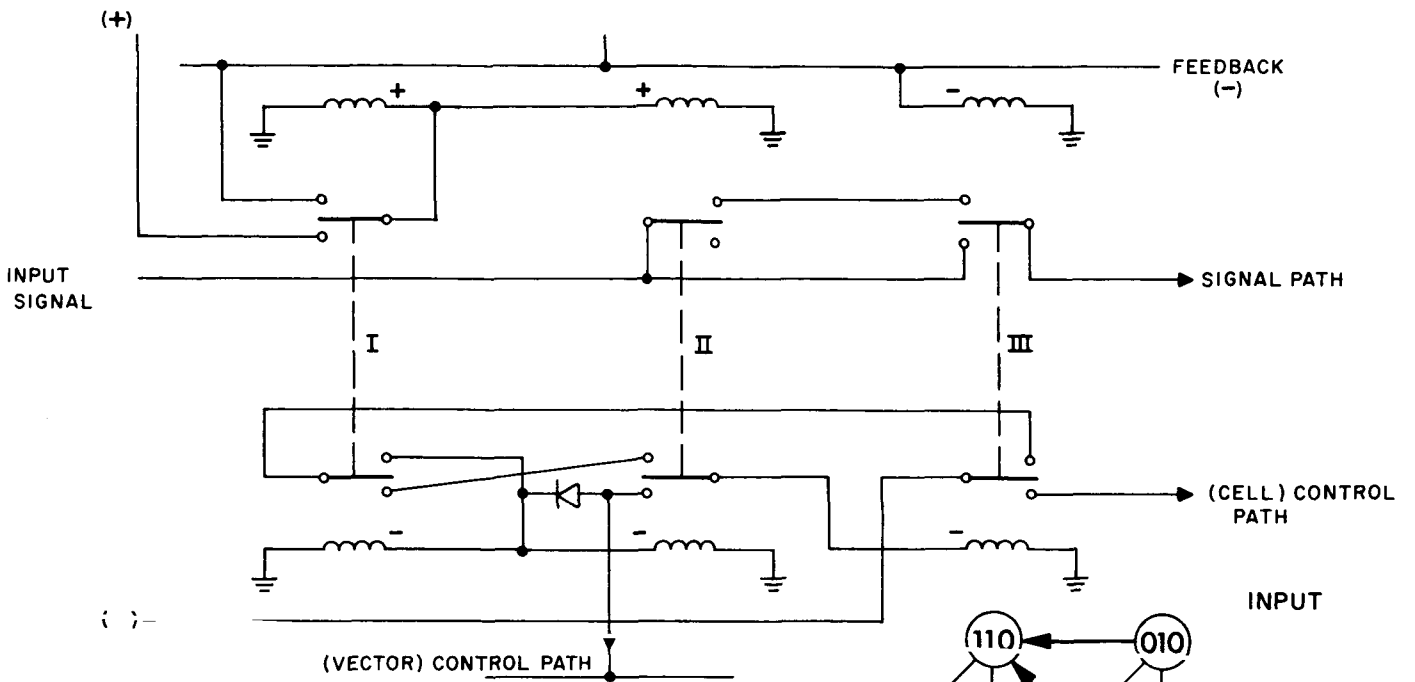 (+)
FEEDBACK
(-)
+
+
-
INPUT
SIGNAL
SIGNAL PATH
I
II
III
(CELL) CONTROL
PATH
-
-
-
INPUT
( )-
110
010
(VECTOR) CONTROL PATH